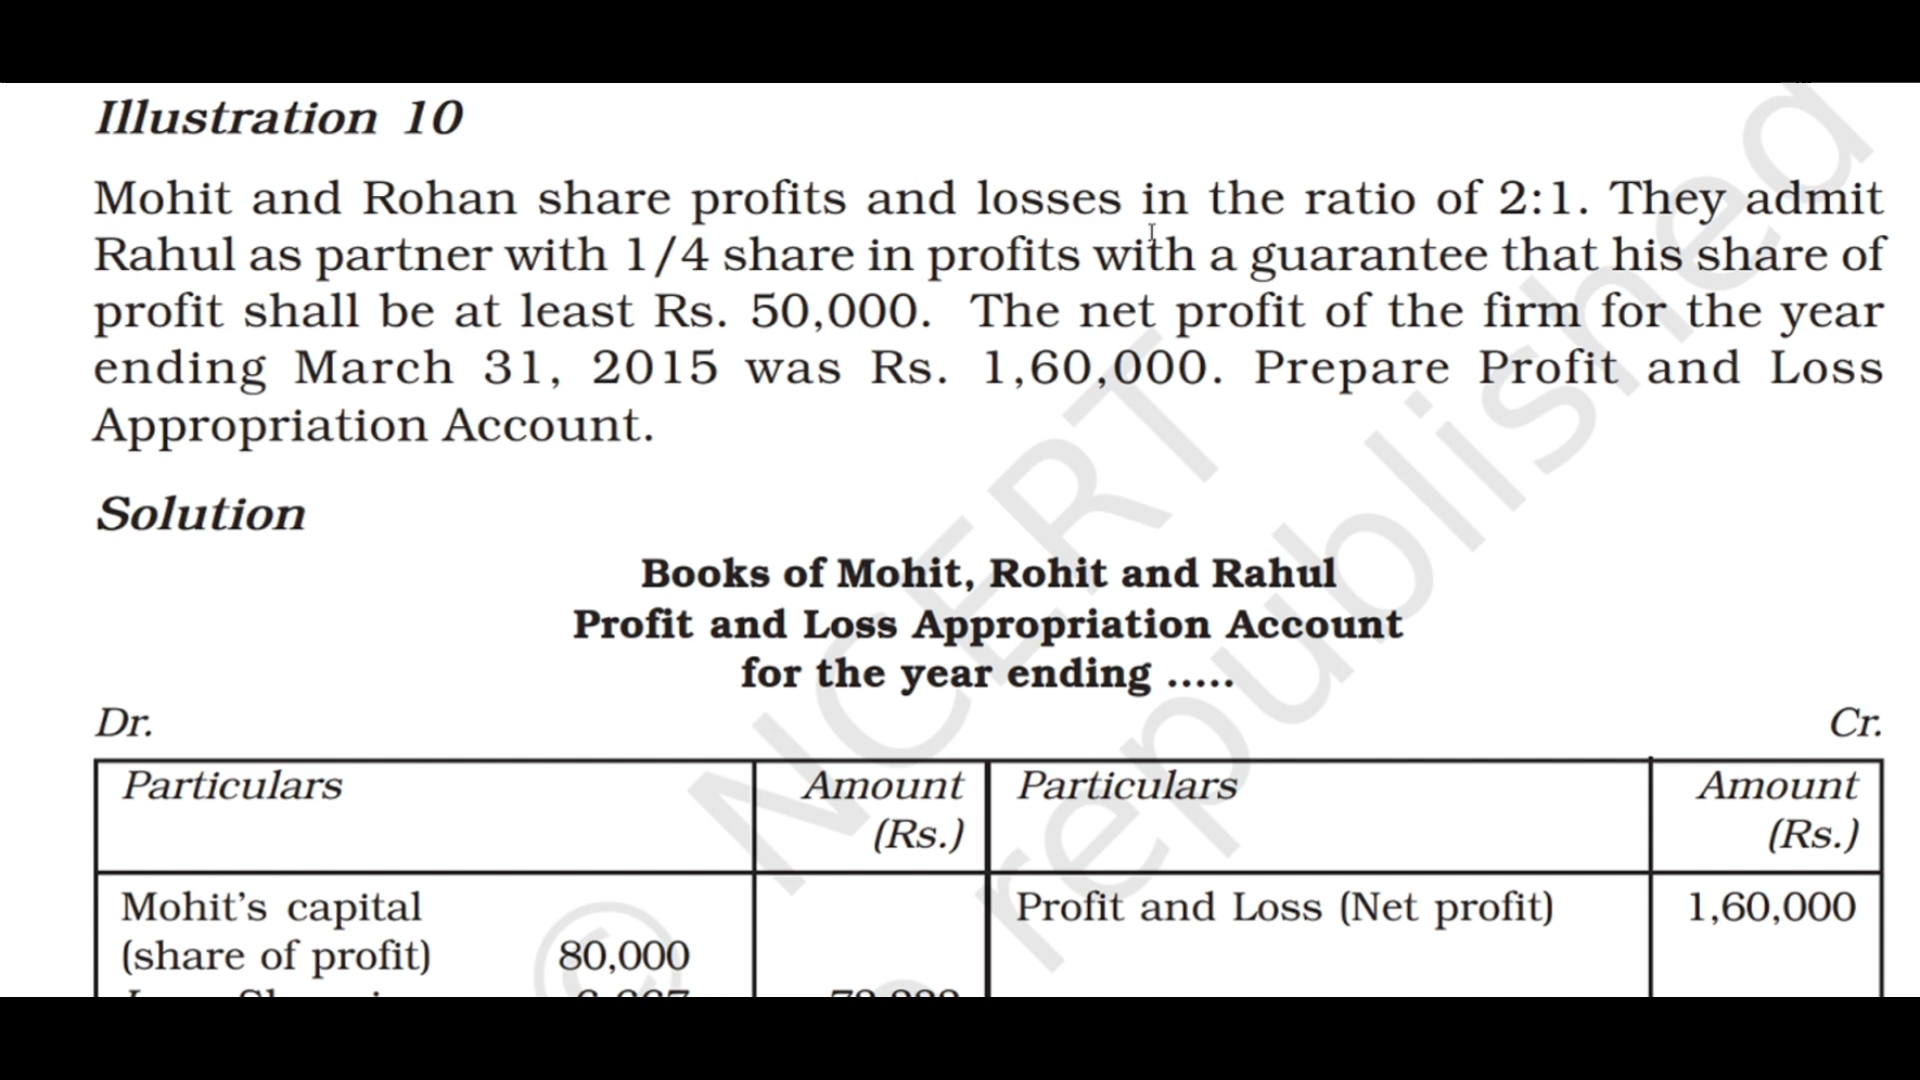 Illustration 10
Mohit and Rohan share profits and losses in the ratio of 2:1. They admit
Rahul as partner with 1/4 share in profits with a guarantee that his share of
profit shall be at least Rs. 50,000. The net profit of the firm for the year
ending March 31, 2015 was Rs. 1,60,000. Prepare Profit and Loss
Appropriation Account.
Solution
Books of Mohit, Rohit and Rahul
Profit and Loss Appropriation Account
for the year ending .....
Dr. Cr.
Particulars Amount Particulars Amount
(Rs.) (Rs.)
Mohit's capital Profit and Loss (Net profit) 1,60,000
(share of profit) 80,000
© NCERT
republished